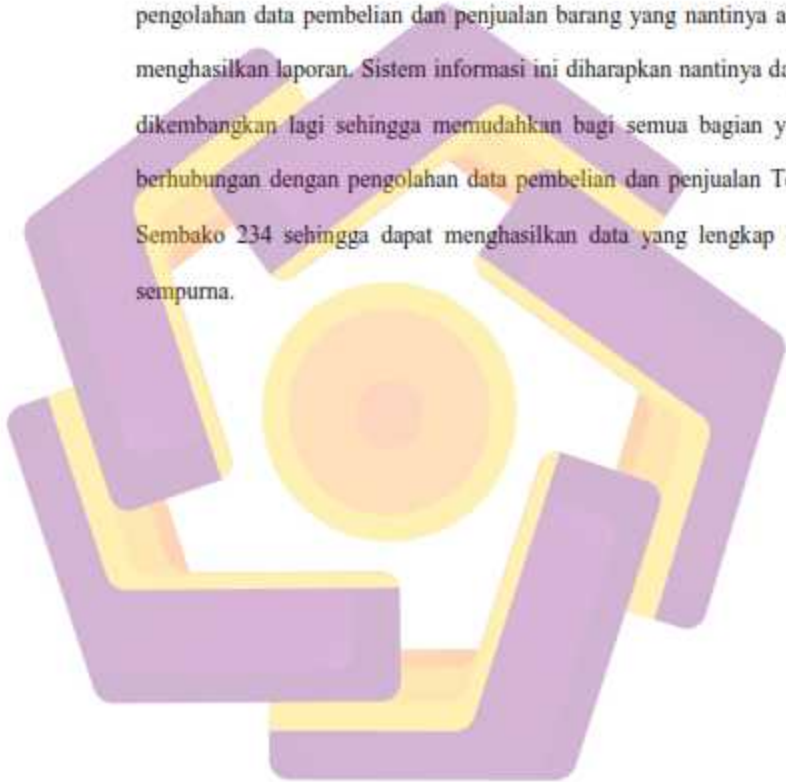 pengolahan data pembelian dan penjualan barang yang nantinya a
menghasilkan laporan. Sistem informasi ini diharapkan nantinya da
dikembangkan lagi sehingga memudahkan bagi semua bagian y
berhubungan dengan pengolahan data pembelian dan penjualan T
Sembako 234 sehingga dapat menghasilkan data yang lengkap
sempurna.